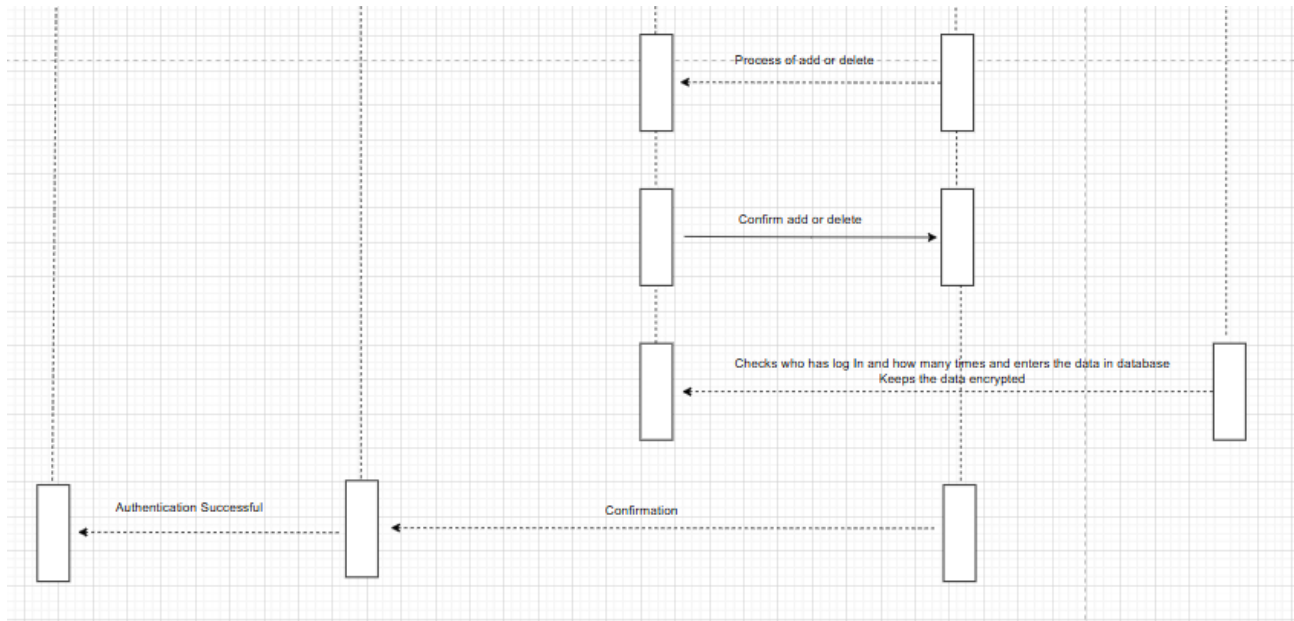 Process of add or delete
Confirm add or delete
Checks who has log In and how many times and enters the data in database
Keeps the data encrypted
Authentication Successful
Confirmation